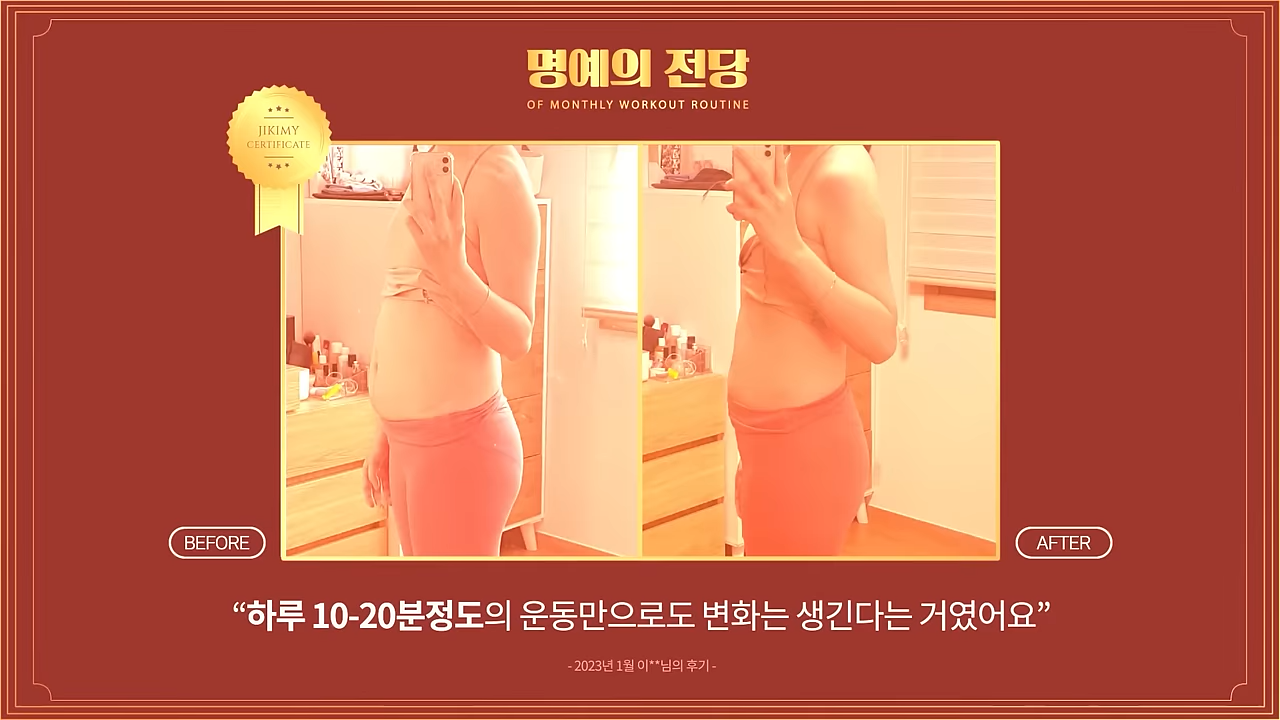 명예의 전당
OF MONTHLY WORKOUT ROUTINE
JIKIMY
CERTIFICATE
BEFORE
AFTER
“하루 10-20분정도의 운동만으로도 변화는 생긴다는 거였어요”
- 2023년 1월 이**님의 후기 -